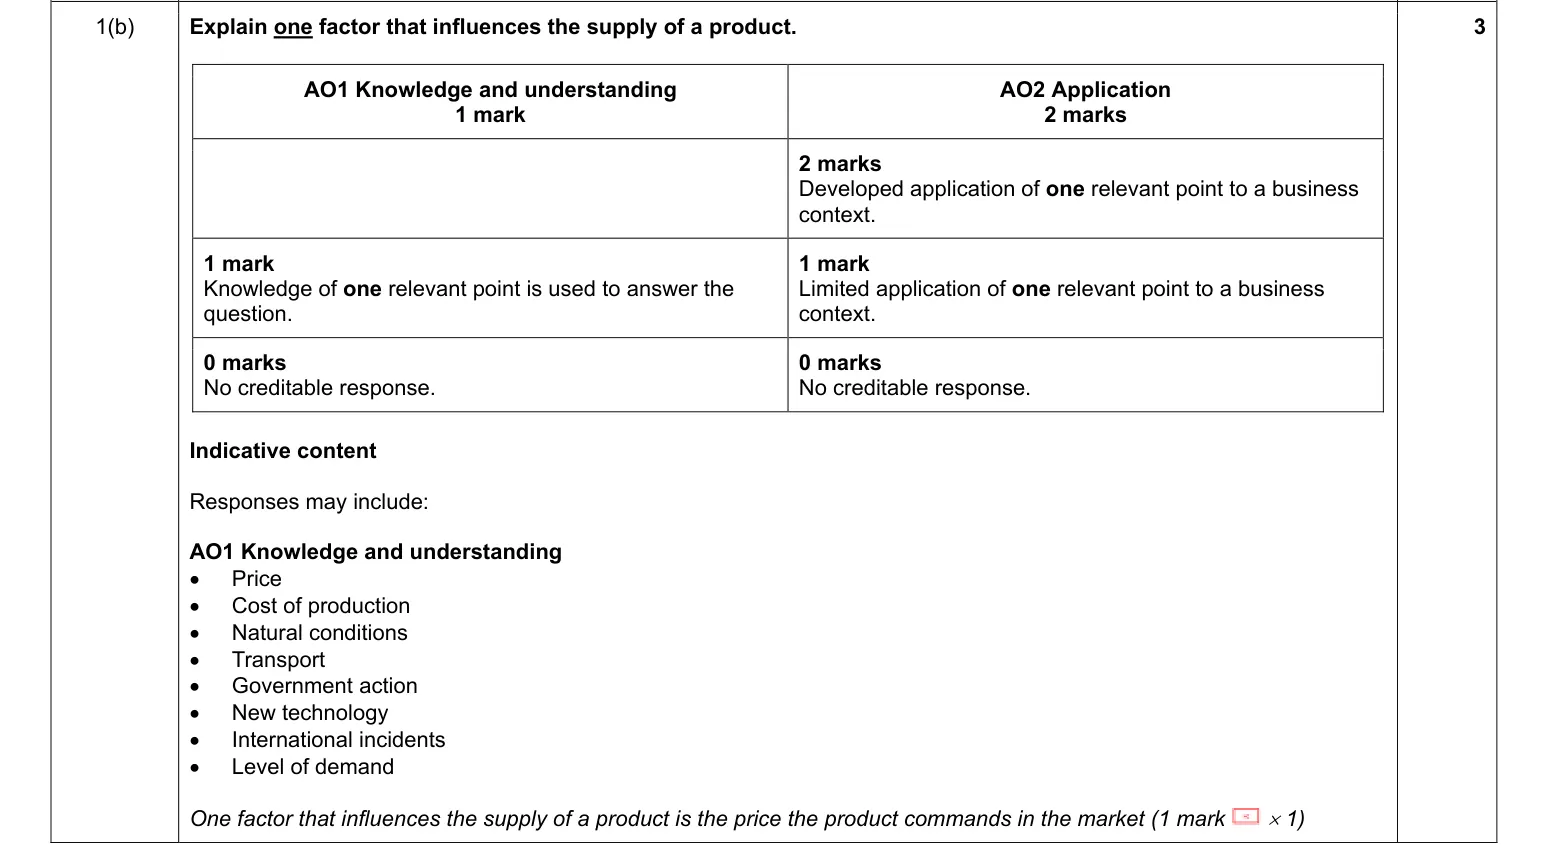 1(b) Explain one factor that influences the supply of a product. 3
AO1 Knowledge and understanding
1 mark
AO2 Application
2 marks
2 marks
Developed application of one relevant point to a business
context.
1 mark
Knowledge of one relevant point is used to answer the
question.
1 mark
Limited application of one relevant point to a business
context.
0 marks
No creditable response.
0 marks
No creditable response.
Indicative content
Responses may include:
AO1 Knowledge and understanding
• Price
• Cost of production
• Natural conditions
• Transport
• Government action
• New technology
• International incidents
• Level of demand
One factor that influences the supply of a product is the price the product commands in the market (1 mark × 1)